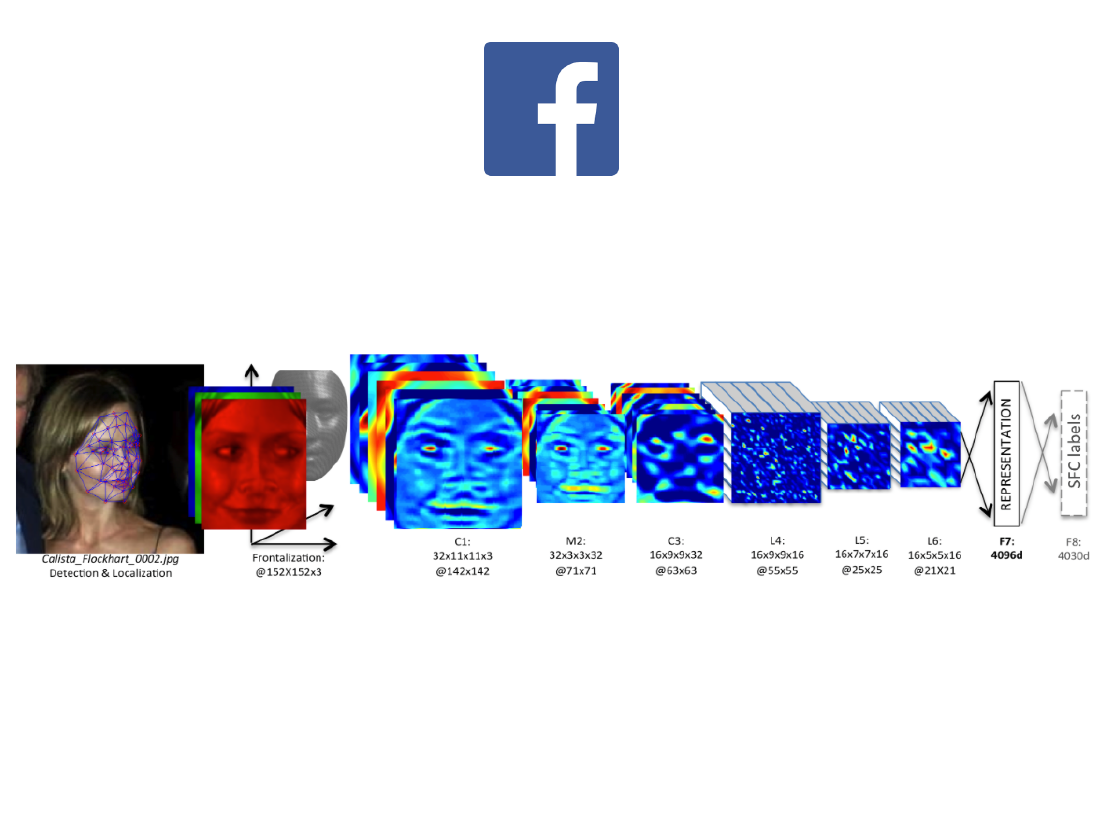 f
Calista_Flockhart_0002.jpg
Detection & Localization
Frontalization:
@152X152x3
C1:
32x11x11x3
@142x142
M2:
32x3x3x32
@71x71
C3:
16x9x9x32
@63x63
L4:
16x9x9x16
@55x55
L5:
16x7x7x16
@25x25
L6:
16x5x5x16
@21X21
REPRESENTATION
F7:
4096d
SFC labels
F8:
4030d